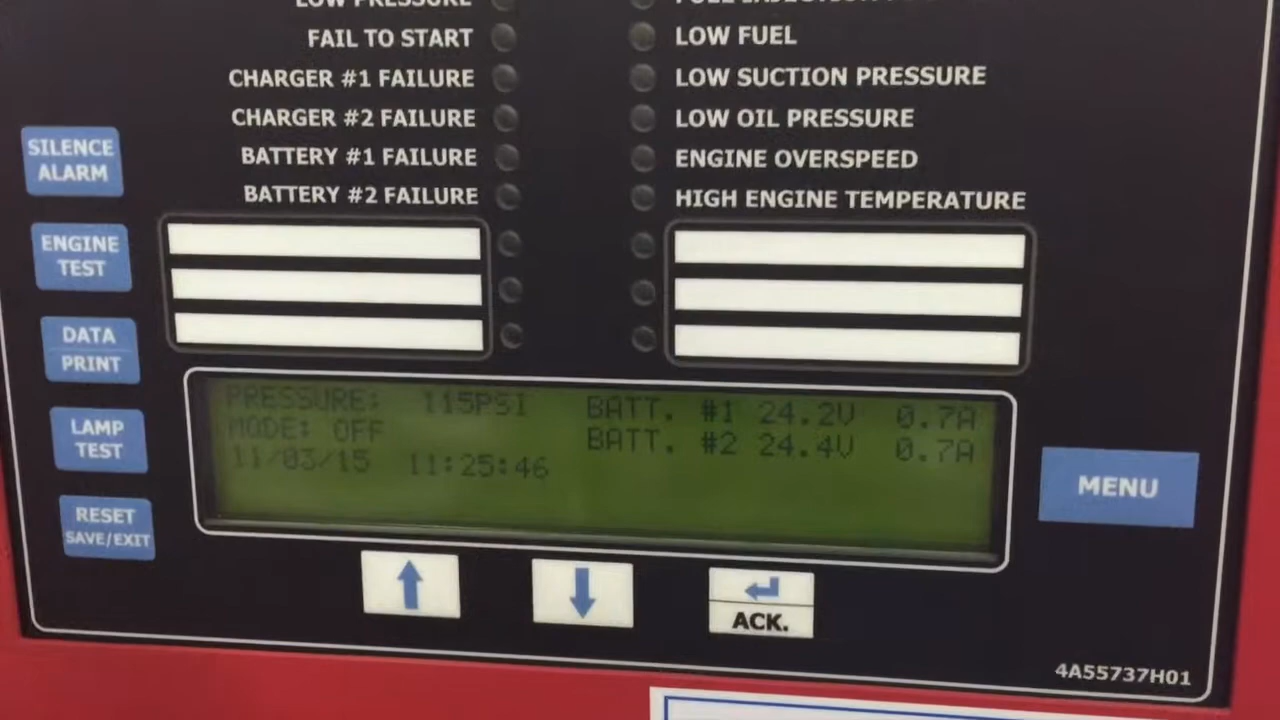 LOW PRESSURE
FAIL TO START
CHARGER #1 FAILURE
CHARGER #2 FAILURE
BATTERY #1 FAILURE
BATTERY #2 FAILURE
LOW FUEL
LOW SUCTION PRESSURE
LOW OIL PRESSURE
ENGINE OVERSPEED
HIGH ENGINE TEMPERATURE
SILENCE
ALARM
ENGINE
TEST
DATA
PRINT
LAMP
TEST
RESET
SAVE/EXIT
PRESSURE: 115PSI
MODE: OFF
11/03/15 11:25:46
BATT. #1 24.2V 0.7A
BATT. #2 24.4V 0.7A
MENU
ACK.
4A55737H01